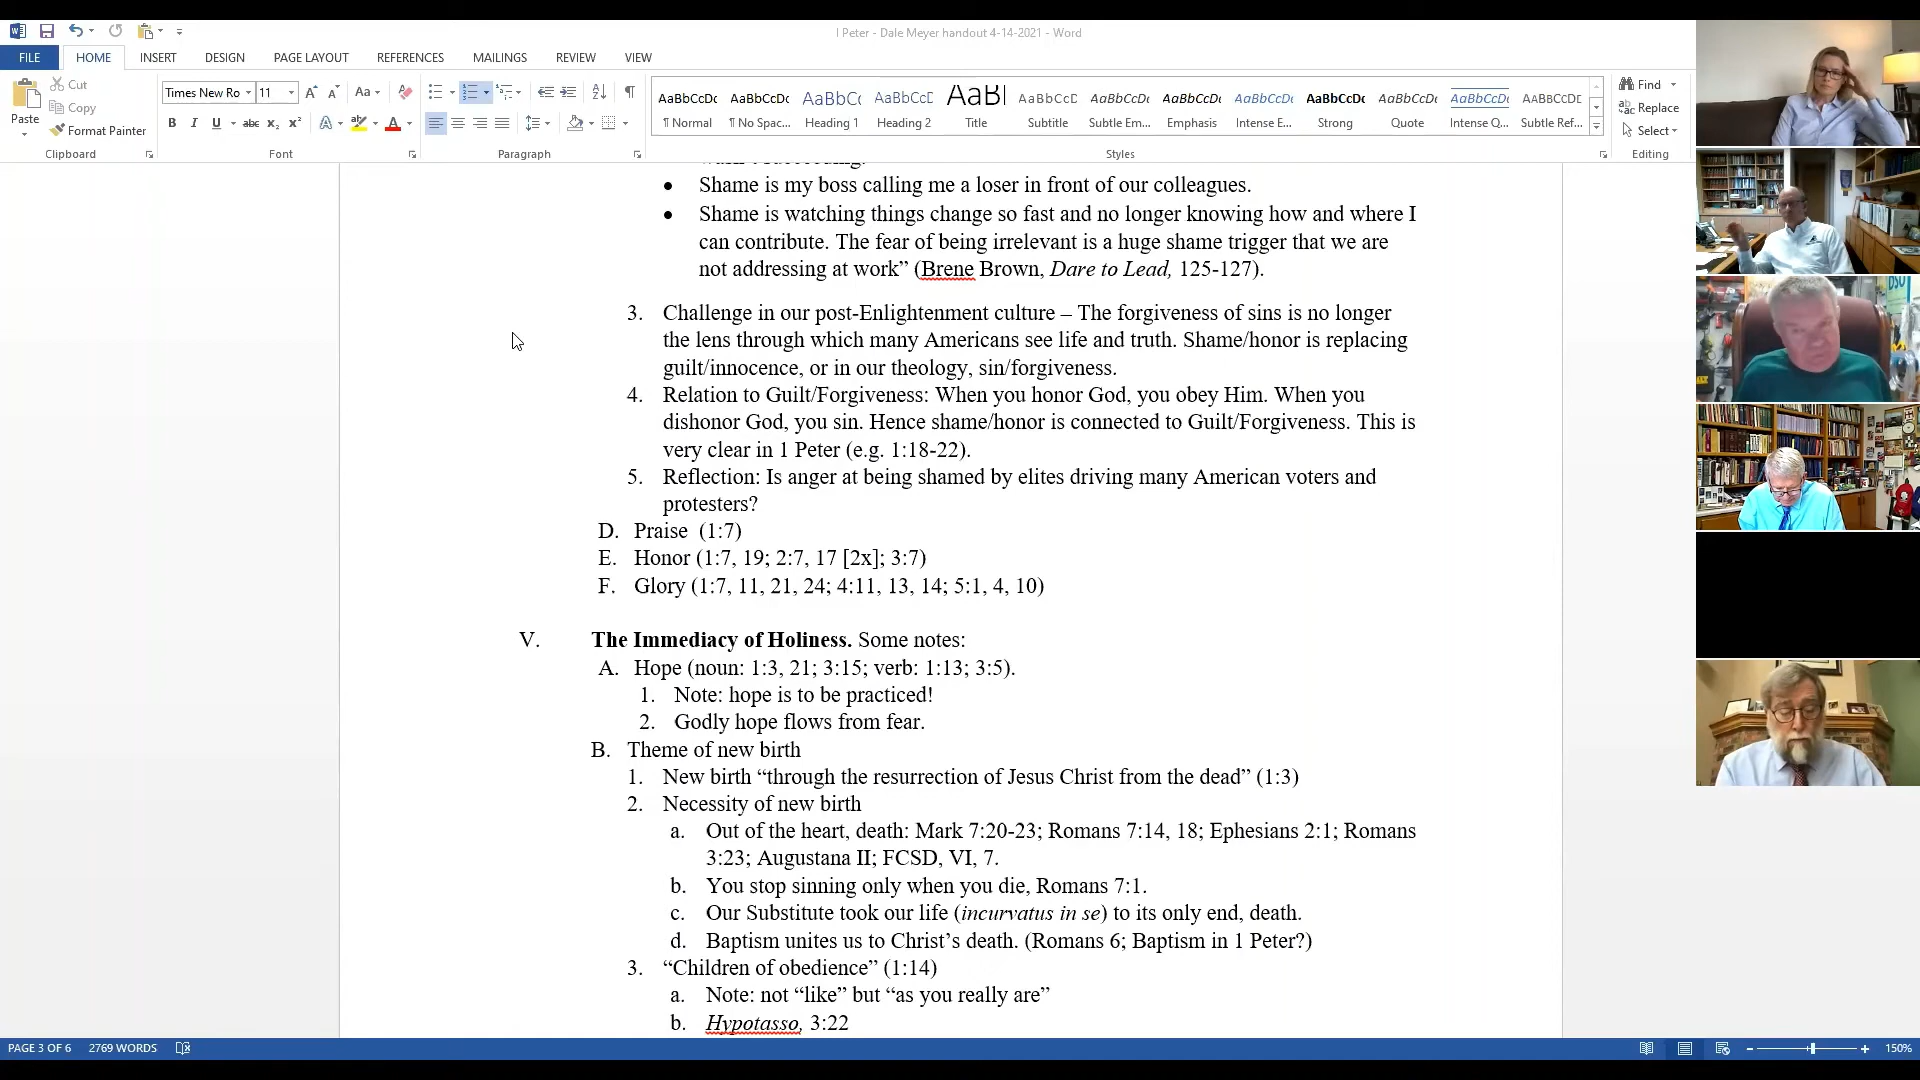 I Peter - Dale Meyer handout 4-14-2021 - Word
FILE HOME INSERT DESIGN PAGE LAYOUT REFERENCES MAILINGS REVIEW VIEW
Paste
Cut
Copy
Format Painter
Clipboard
Times New Ro 11
Font
Paragraph
AaBbCcDc AaBbCcDc AaBbCc AaBbCcD AaBl AaBbCcD AaBbCcDc AaBbCcDc AaBbCcDc AaBbCcDc AaBbCcDc AaBbCcDc AaBbCcDc
¶ Normal ¶ No Spac... Heading 1 Heading 2 Title Subtitle Subtle Em... Emphasis Intense E... Strong Quote Intense Q... Subtle Ref...
Styles
Find
Replace
Select
Editing
• Shame is my boss calling me a loser in front of our colleagues.
• Shame is watching things change so fast and no longer knowing how and where I
can contribute. The fear of being irrelevant is a huge shame trigger that we are
not addressing at work” (Brene Brown, Dare to Lead, 125-127).
3. Challenge in our post-Enlightenment culture – The forgiveness of sins is no longer
the lens through which many Americans see life and truth. Shame/honor is replacing
guilt/innocence, or in our theology, sin/forgiveness.
4. Relation to Guilt/Forgiveness: When you honor God, you obey Him. When you
dishonor God, you sin. Hence shame/honor is connected to Guilt/Forgiveness. This is
very clear in 1 Peter (e.g. 1:18-22).
5. Reflection: Is anger at being shamed by elites driving many American voters and
protesters?
D. Praise (1:7)
E. Honor (1:7, 19; 2:7, 17 [2x]; 3:7)
F. Glory (1:7, 11, 21, 24; 4:11, 13, 14; 5:1, 4, 10)
V. The Immediacy of Holiness. Some notes:
A. Hope (noun: 1:3, 21; 3:15; verb: 1:13; 3:5).
1. Note: hope is to be practiced!
2. Godly hope flows from fear.
B. Theme of new birth
1. New birth “through the resurrection of Jesus Christ from the dead” (1:3)
2. Necessity of new birth
a. Out of the heart, death: Mark 7:20-23; Romans 7:14, 18; Ephesians 2:1; Romans
3:23; Augustana II; FCSD, VI, 7.
b. You stop sinning only when you die, Romans 7:1.
c. Our Substitute took our life (incurvatus in se) to its only end, death.
d. Baptism unites us to Christ’s death. (Romans 6; Baptism in 1 Peter?)
3. “Children of obedience” (1:14)
a. Note: not “like” but “as you really are”
b. Hypotasso, 3:22
PAGE 3 OF 6 2769 WORDS 150%